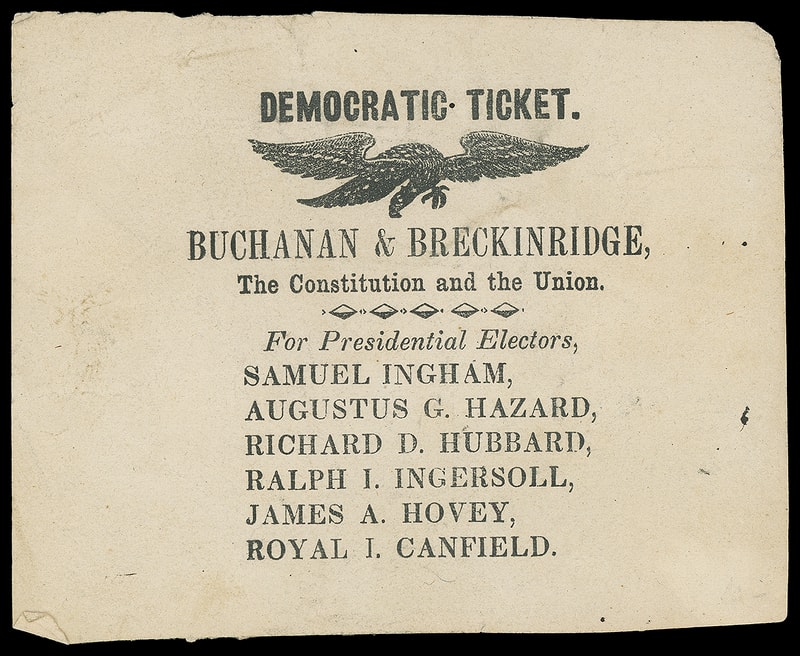 DEMOCRATIC TICKET.
BUCHANAN & BRECKINRIDGE,
The Constitution and the Union.
For Presidential Electors,
SAMUEL INGHAM,
AUGUSTUS G. HAZARD,
RICHARD D. HUBBARD,
RALPH I. INGERSOLL,
JAMES A. HOVEY,
ROYAL I. CANFIELD.